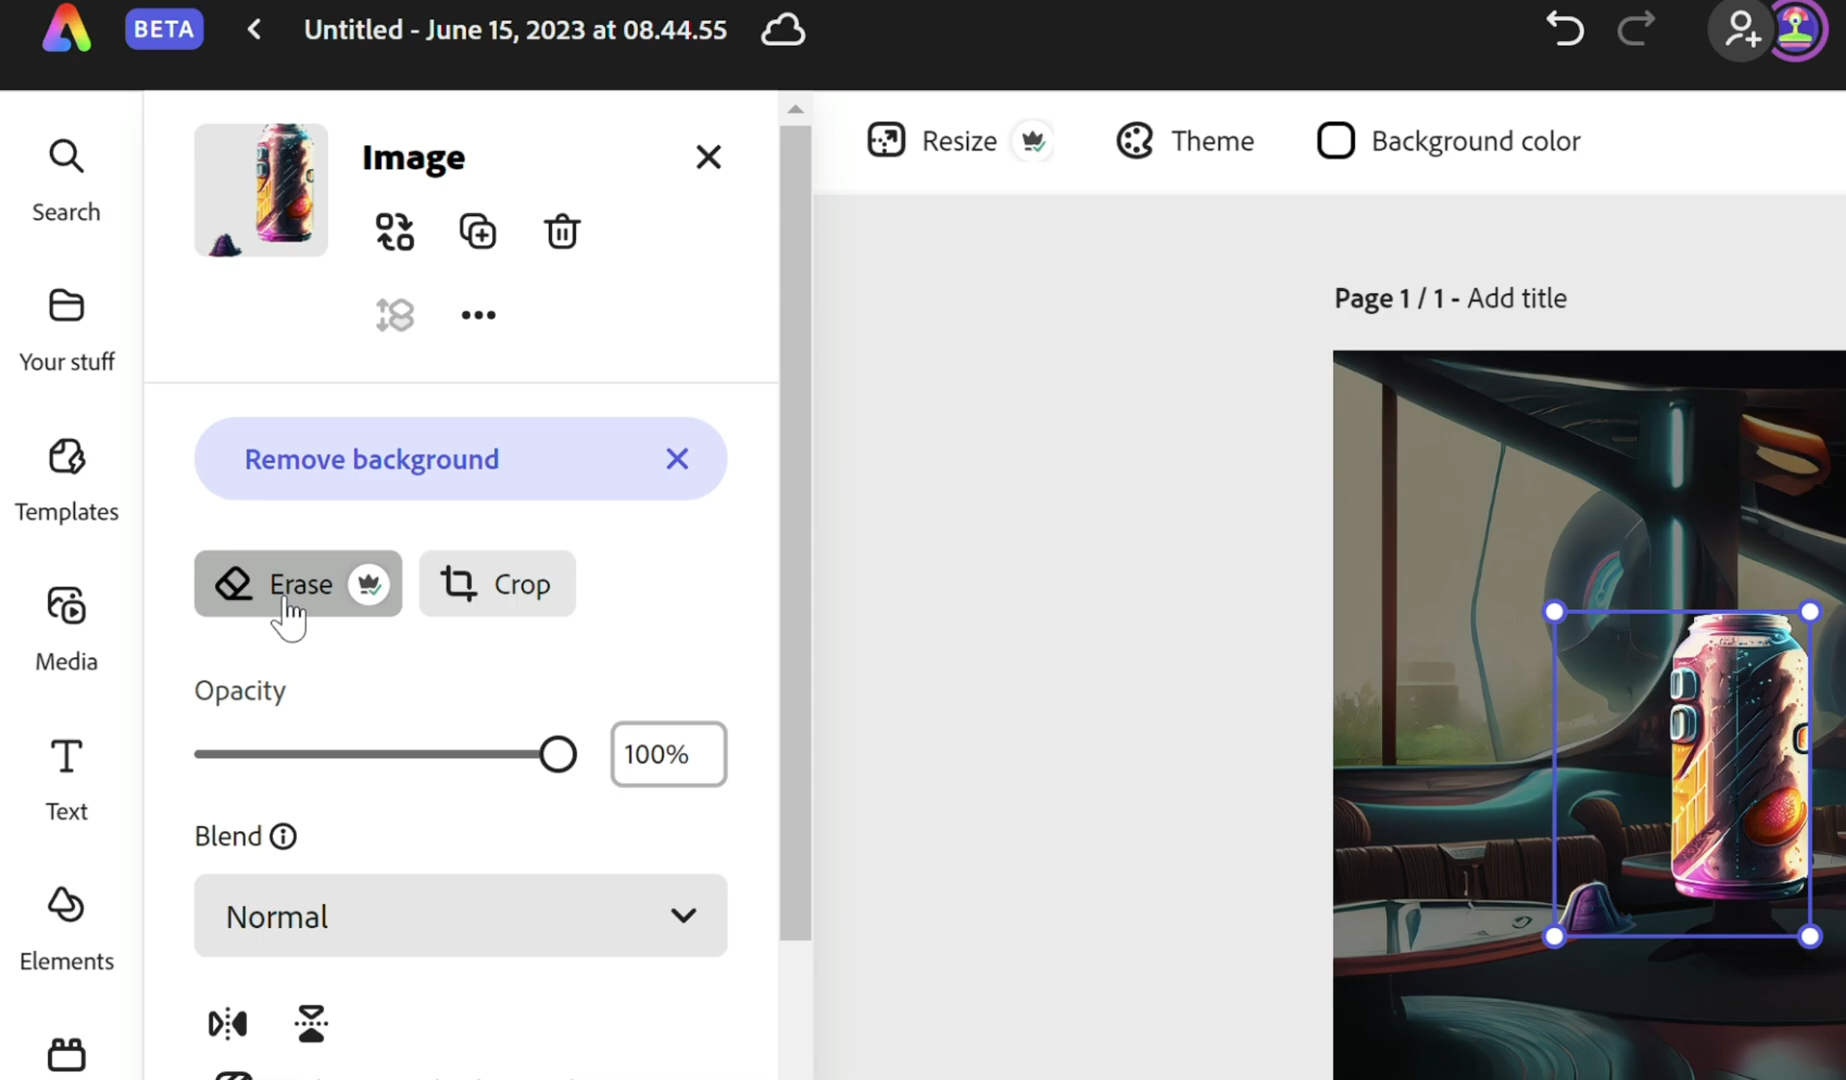 BETA
Untitled - June 15, 2023 at 08.44.55
Search
Your stuff
Templates
Media
Text
Elements
Image
Remove background
Erase
Crop
Opacity
100%
Blend
Normal
Resize
Theme
Background color
Page 1 / 1 - Add title